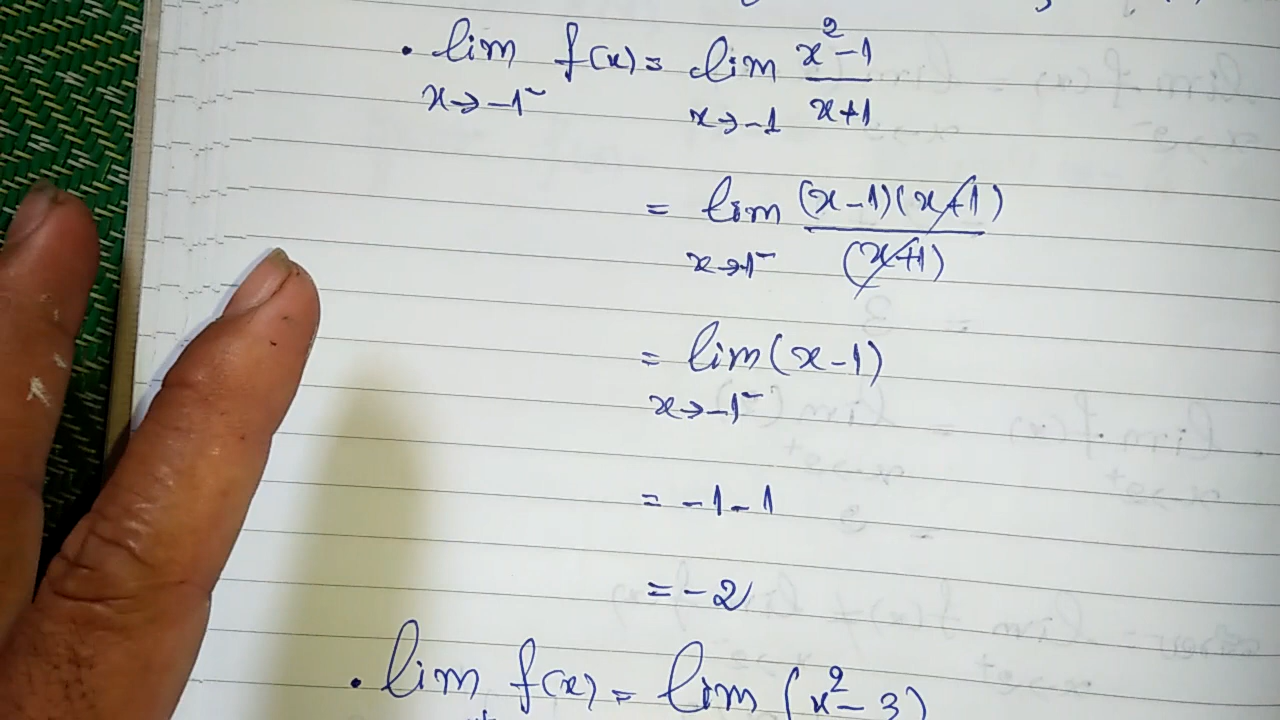 . lim f(x) = lim x²-1
x→-1⁻ x→-1 x+1
= lim (x-1)(x+1)
x→-1⁻ (x+1)
= lim (x-1)
x→-1⁻
= -1-1
= -2
. lim f(x) = lim (x²-3)